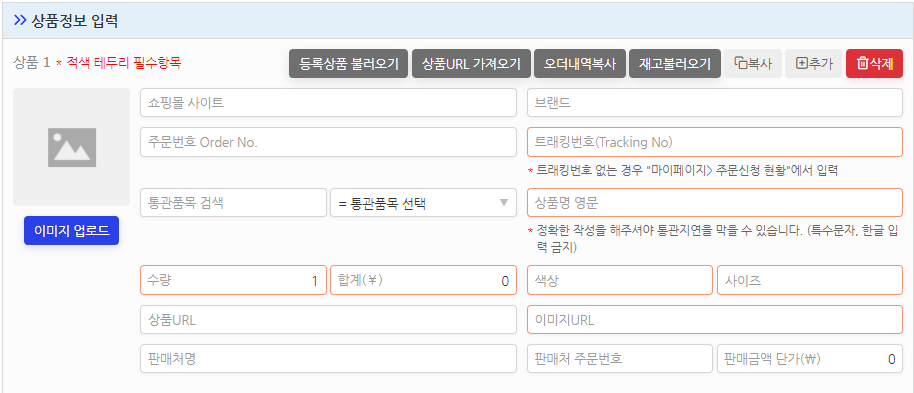 상품정보 입력
상품 1 * 적색 테두리 필수항목
등록상품 불러오기 상품URL 가져오기 오더내역복사 재고불러오기 복사 추가 삭제
쇼핑몰 사이트 브랜드
주문번호 Order No. 트래킹번호(Tracking No)
* 트래킹번호 없는 경우 "마이페이지> 주문신청 현황"에서 입력
통관품목 검색 = 통관품목 선택 상품명 영문
이미지 업로드
* 정확한 작성을 해주셔야 통관지연을 막을 수 있습니다. (특수문자, 한글 입
력 금지)
수량 1 합계(¥) 0 색상 사이즈
상품URL 이미지URL
판매처명 판매처 주문번호 판매금액 단가(₩) 0